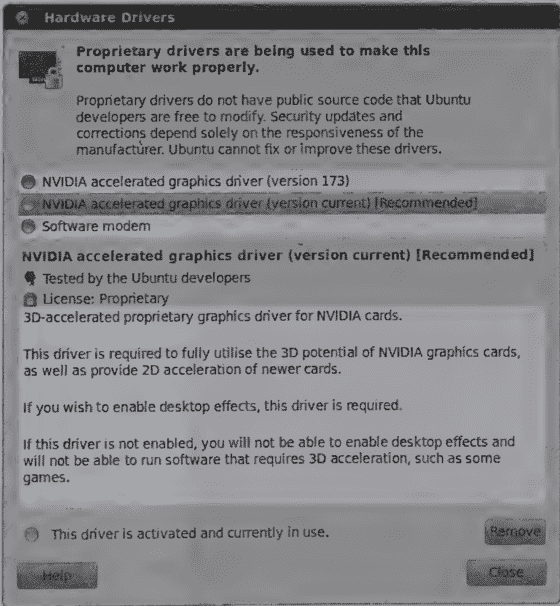 Hardware Drivers
Proprietary drivers are being used to make this
computer work properly.
Proprietary drivers do not have public source code that Ubuntu
developers are free to modify. Security updates and
corrections depend solely on the responsiveness of the
manufacturer. Ubuntu cannot fix or improve these drivers.
NVIDIA accelerated graphics driver (version 173)
NVIDIA accelerated graphics driver (version current) [Recommended]
Software modem
NVIDIA accelerated graphics driver (version current) [Recommended]
Tested by the Ubuntu developers
License: Proprietary
3D-accelerated proprietary graphics driver for NVIDIA cards.
This driver is required to fully utilise the 3D potential of NVIDIA graphics cards,
as well as provide 2D acceleration of newer cards.
If you wish to enable desktop effects, this driver is required.
If this driver is not enabled, you will not be able to enable desktop effects and
will not be able to run software that requires 3D acceleration, such as some
games.
This driver is activated and currently in use.
Remove
Help
Close